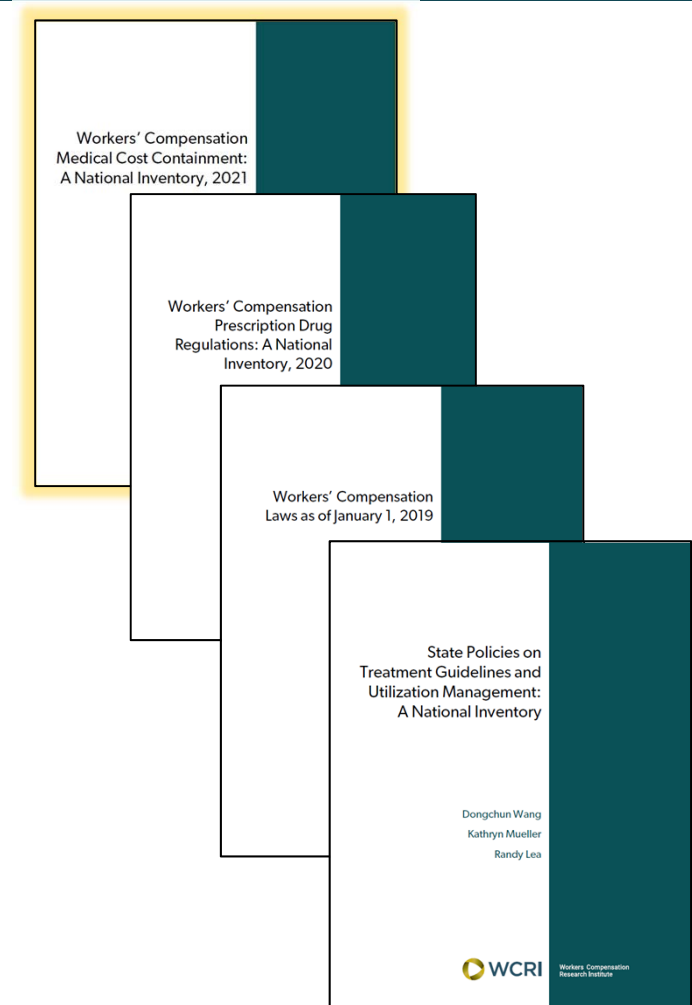 Workers’ Compensation
Medical Cost Containment:
A National Inventory, 2021
Workers’ Compensation
Prescription Drug
Regulations: A National
Inventory, 2020
Workers’ Compensation
Laws as of January 1, 2019
State Policies on
Treatment Guidelines and
Utilization Management:
A National Inventory
Dongchun Wang
Kathryn Mueller
Randy Lea
WCRI
Workers Compensation
Research Institute